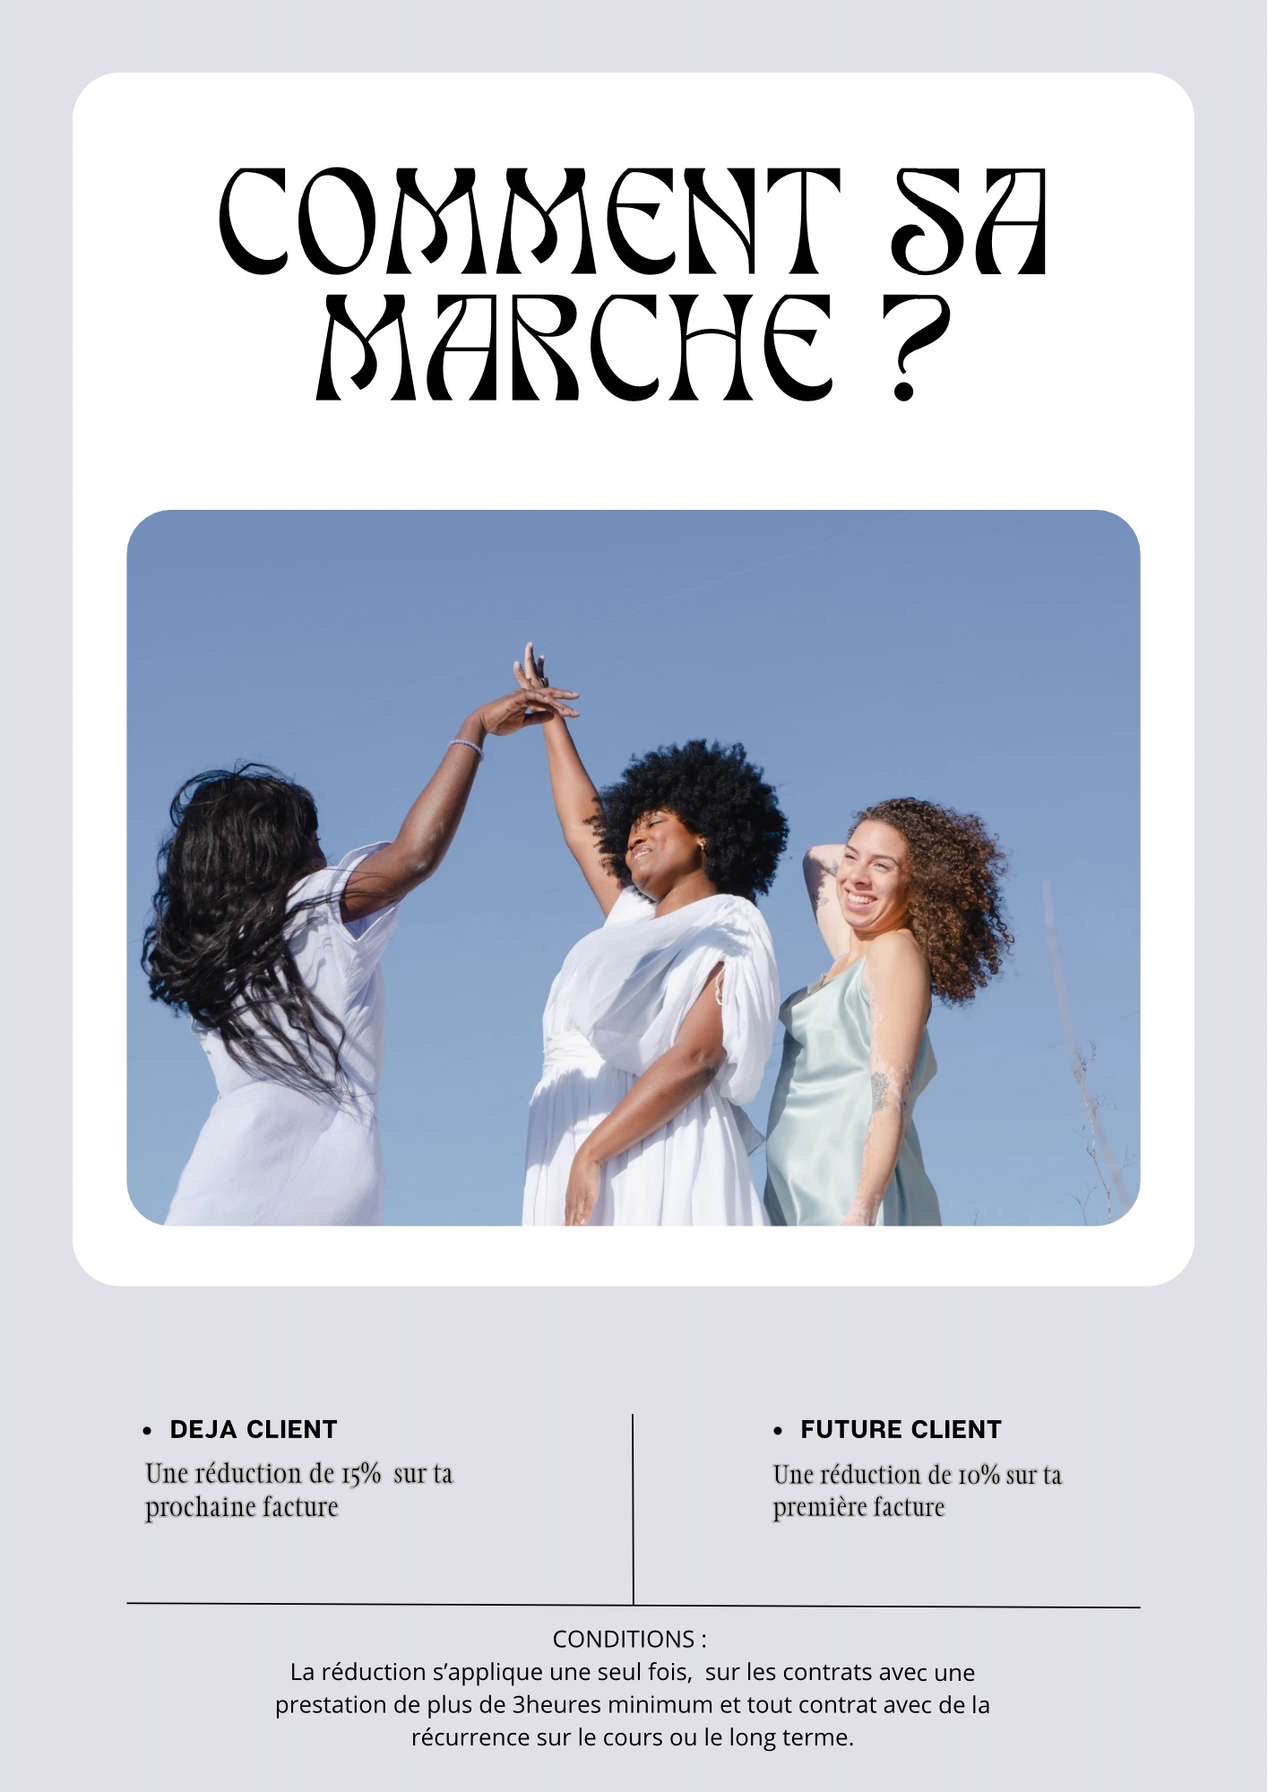 COMMENT SA
MARCHE ?
• DEJA CLIENT
Une réduction de 15% sur ta
prochaine facture
• FUTURE CLIENT
Une réduction de 10% sur ta
première facture
CONDITIONS :
La réduction s’applique une seul fois, sur les contrats avec une
prestation de plus de 3heures minimum et tout contrat avec de la
récurrence sur le cours ou le long terme.